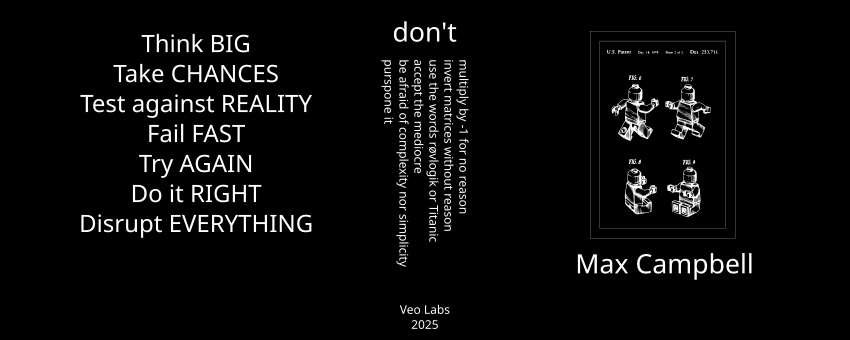 Think BIG
Take CHANCES
Test against REALITY
Fail FAST
Try AGAIN
Do it RIGHT
Disrupt EVERYTHING
don't
multiply by -1 for no reason
invert matrices without reason
use the words røvlogik or Titanic
accept the mediocre
be afraid of complexity nor simplicity
purspone it
Veo Labs
2025
U.S. Patent Dec. 18, 1979 Sheet 2 of 2 Des. 253,711
FIG. 6 FIG. 7
FIG. 8 FIG. 9
Max Campbell